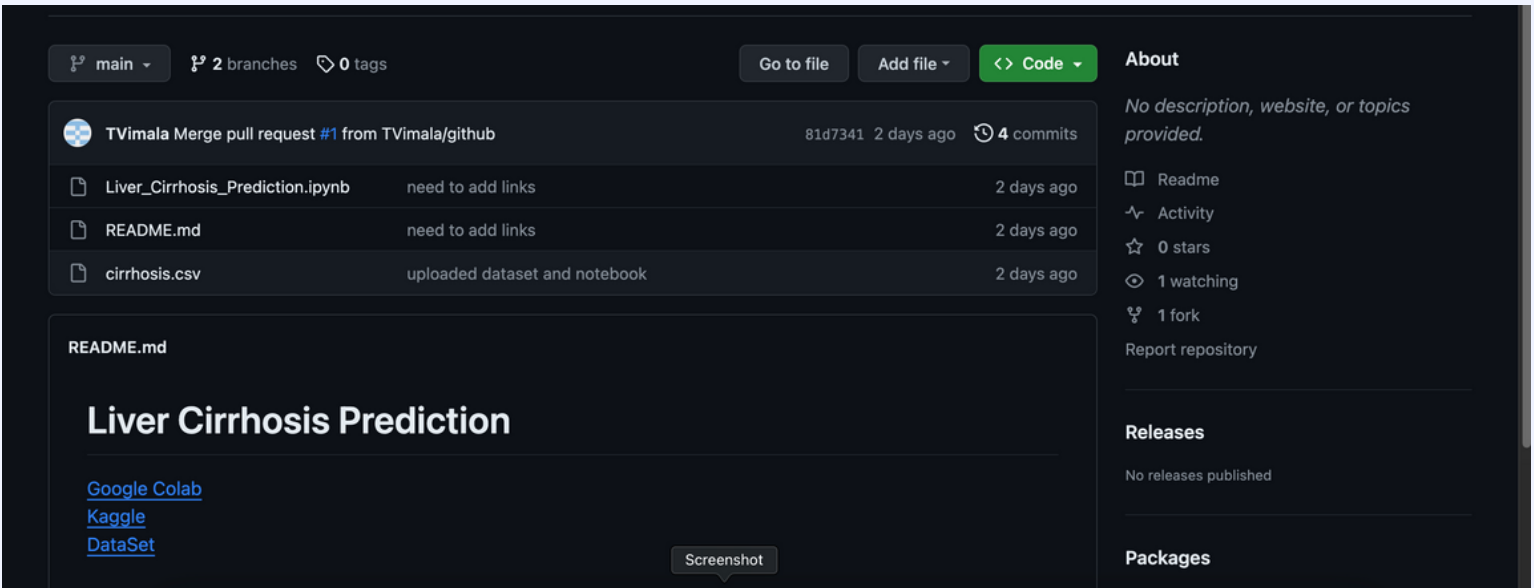 main 2 branches 0 tags Go to file Add file Code
TVimala Merge pull request #1 from TVimala/github 81d7341 2 days ago 4 commits
Liver_Cirrhosis_Prediction.ipynb need to add links 2 days ago
README.md need to add links 2 days ago
cirrhosis.csv uploaded dataset and notebook 2 days ago
README.md
Liver Cirrhosis Prediction
Google Colab
Kaggle
DataSet
Screenshot
About
No description, website, or topics
provided.
Readme
Activity
0 stars
1 watching
1 fork
Report repository
Releases
No releases published
Packages